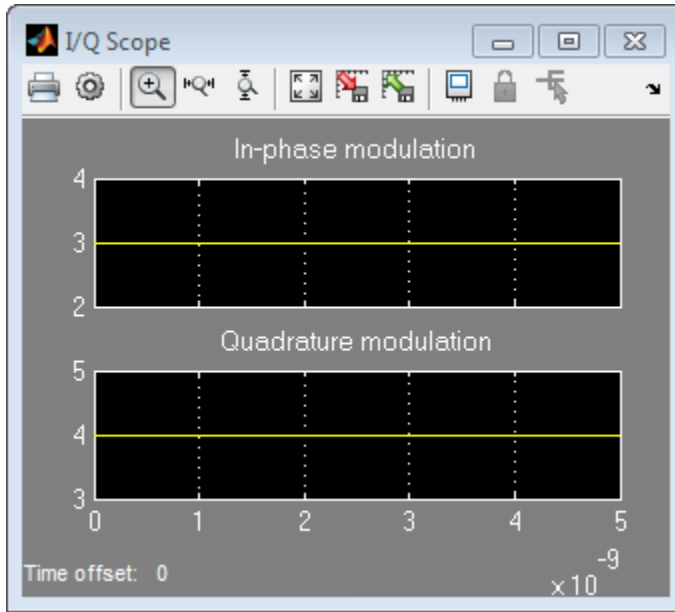 I/Q Scope
In-phase modulation
4
3
2
Quadrature modulation
5
4
3
0 1 2 3 4 5
Time offset: 0
x 10 -9